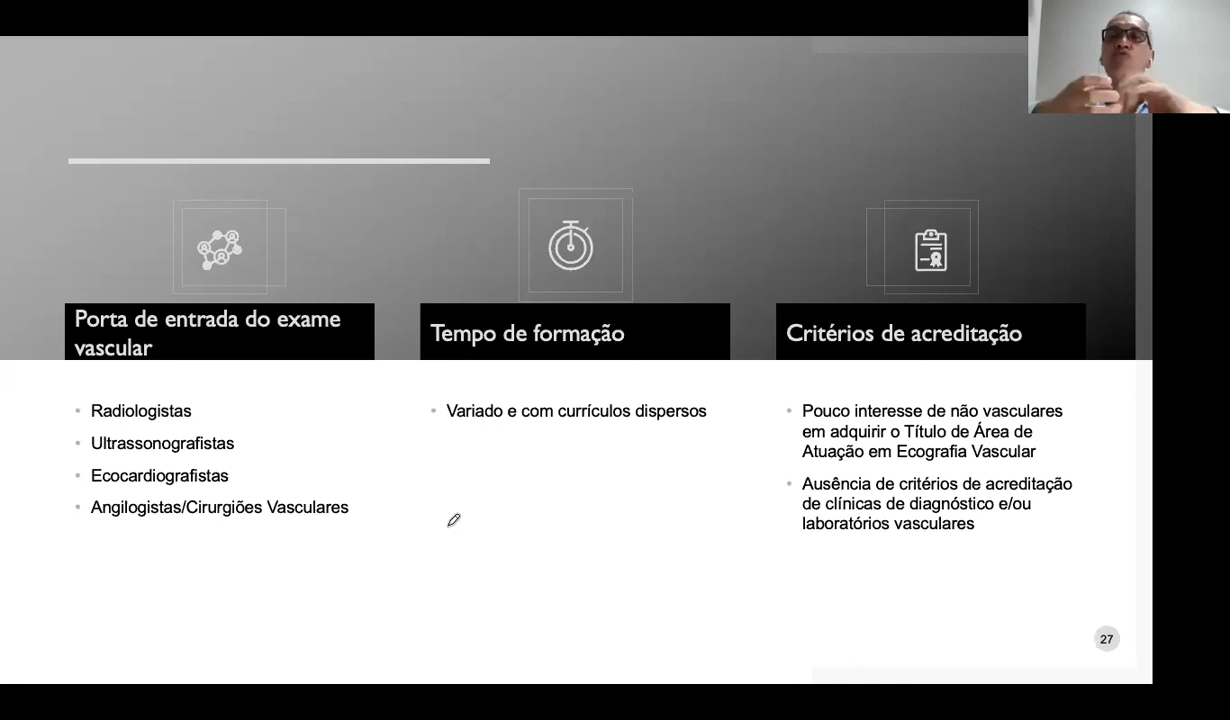 Porta de entrada do exame
vascular
Radiologistas
Ultrassonografistas
Ecocardiografistas
Angilogistas/Cirurgiões Vasculares
Tempo de formação
Variado e com currículos dispersos
Critérios de acreditação
Pouco interesse de não vasculares
em adquirir o Título de Área de
Atuação em Ecografia Vascular
Ausência de critérios de acreditação
de clínicas de diagnóstico e/ou
laboratórios vasculares
27